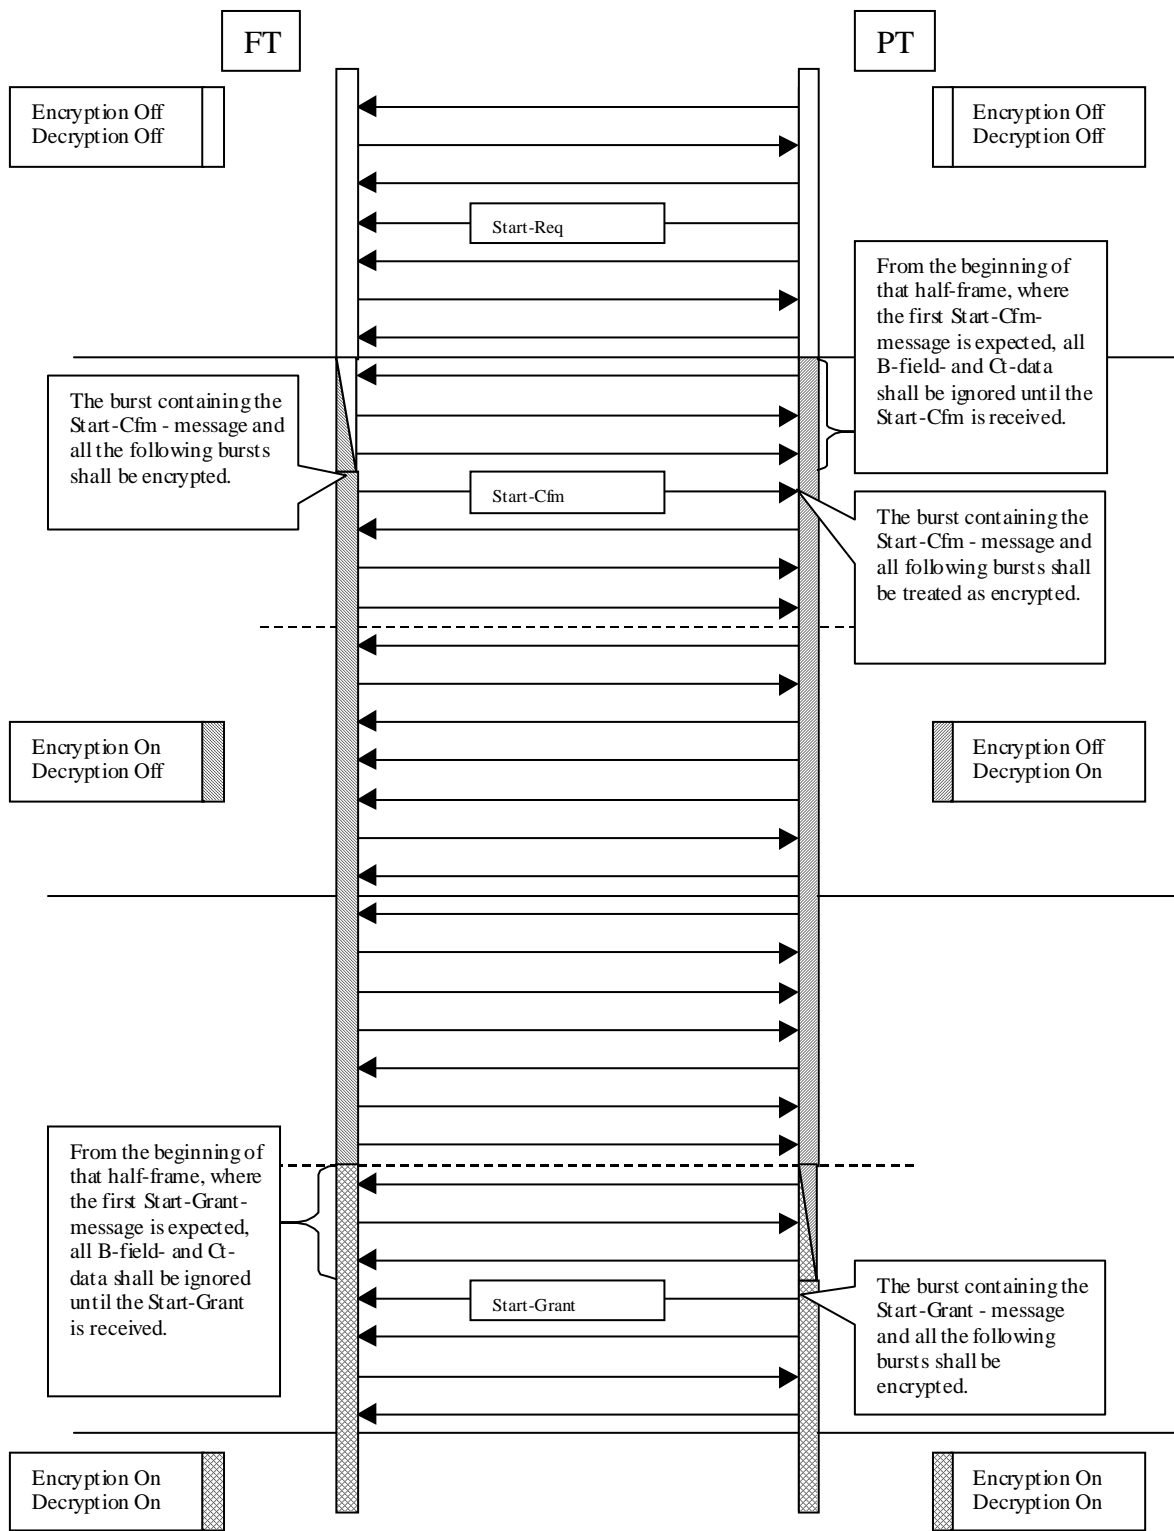 FT
PT
Encryption Off
Decryption Off
Encryption Off
Decryption Off
Start-Req
From the beginning of
that half-frame, where
the first Start-Cfm-
message is expected, all
B-field- and Ct-data
shall be ignored until the
Start-Cfm is received.
The burst containing the
Start-Cfm - message and
all the following bursts
shall be encrypted.
Start-Cfm
The burst containing the
Start-Cfm - message and
all following bursts shall
be treated as encrypted.
Encryption On
Decryption Off
Encryption Off
Decryption On
From the beginning of
that half-frame, where
the first Start-Grant-
message is expected,
all B-field- and Ct-
data shall be ignored
until the Start-Grant
is received.
Start-Grant
The burst containing the
Start-Grant - message
and all the following
bursts shall be
encrypted.
Encryption On
Decryption On
Encryption On
Decryption On